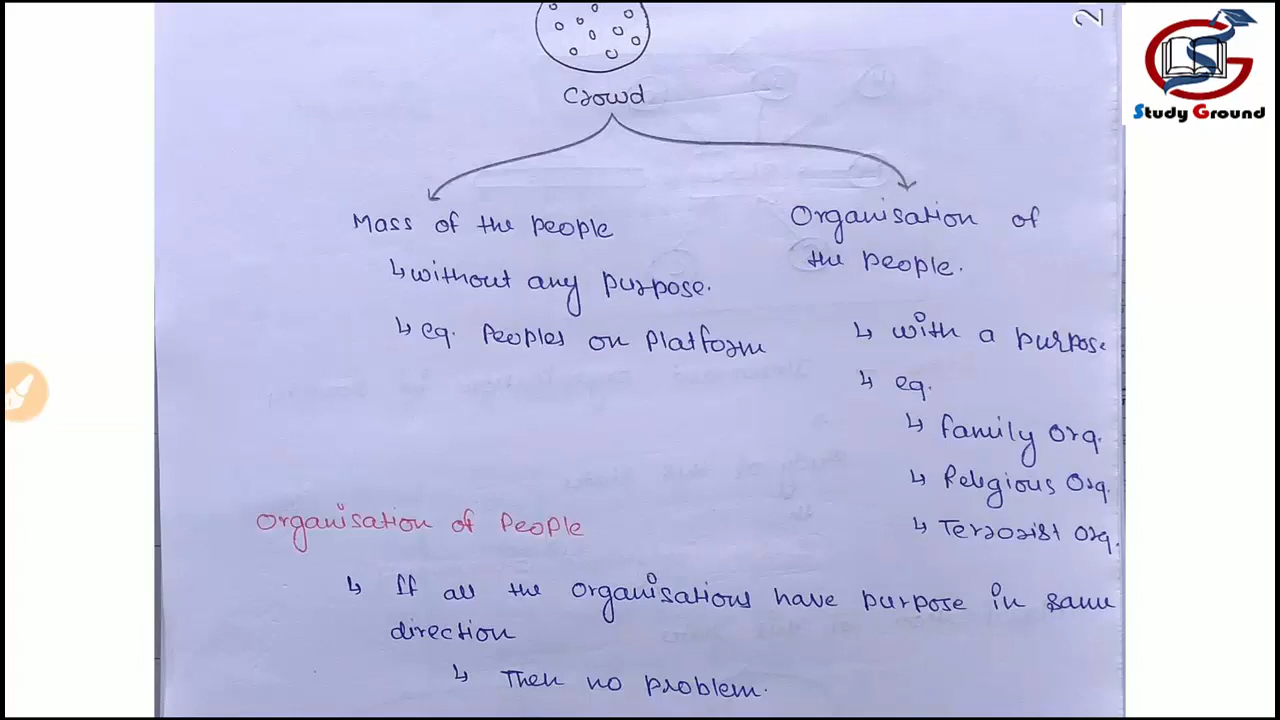 2
Study Ground
Crowd
Mass of the people
↳ without any purpose.
↳ eg. Peoples on Platform
Organisation of
the people.
↳ with a purpose
↳ eg.
↳ family Org.
↳ Religious Org.
↳ Terrorist Org.
Organisation of People
↳ If all the organisations have purpose in same
direction
↳ Then no problem.